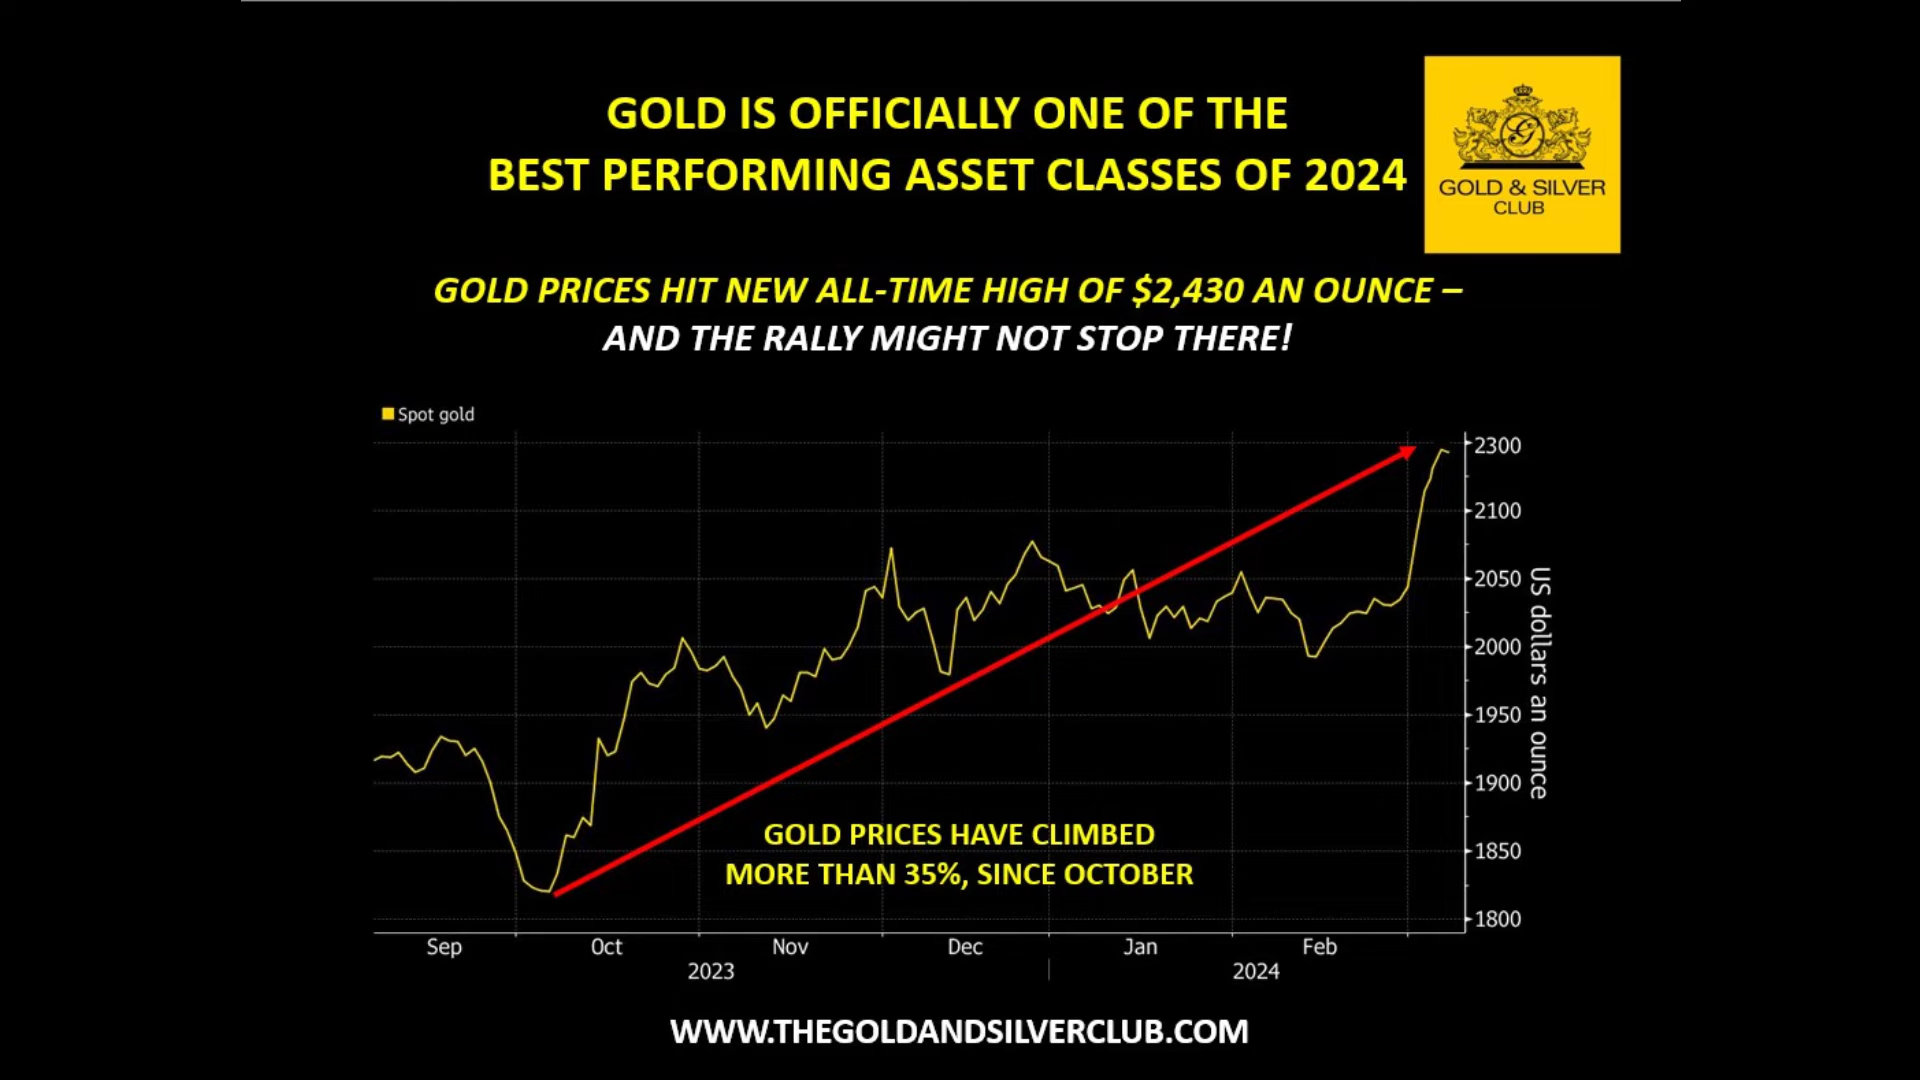 GOLD IS OFFICIALLY ONE OF THE
BEST PERFORMING ASSET CLASSES OF 2024
G
GOLD & SILVER
CLUB
GOLD PRICES HIT NEW ALL-TIME HIGH OF $2,430 AN OUNCE –
AND THE RALLY MIGHT NOT STOP THERE!
Spot gold
2300
2100
2050
2000
1950
1900
1850
1800
US dollars an ounce
GOLD PRICES HAVE CLIMBED
MORE THAN 35%, SINCE OCTOBER
Sep Oct Nov Dec Jan Feb
2023 2024
WWW.THEGOLDANDSILVERCLUB.COM